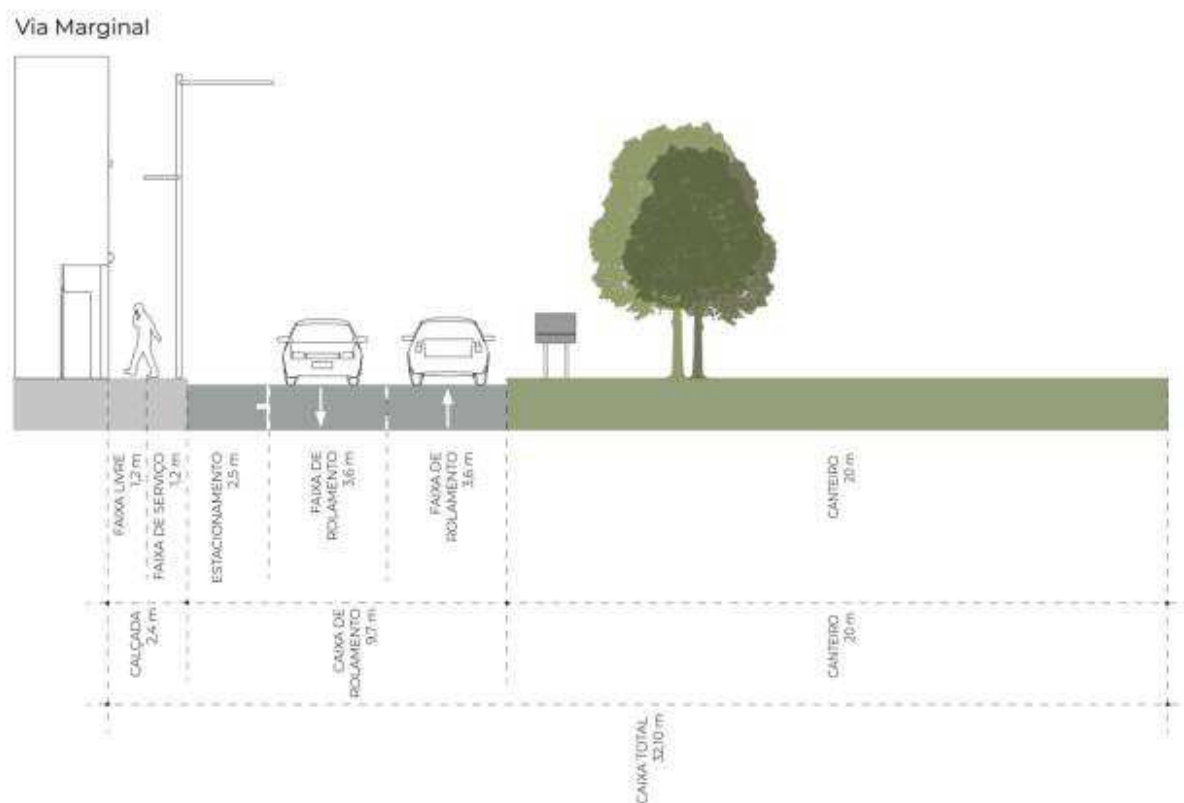 Via Marginal
FAIXA LIVRE
1,2 m
FAIXA DE SERVIÇO
1,2 m
ESTACIONAMENTO
2,5 m
FAIXA DE
ROLAMENTO
3,6 m
FAIXA DE
ROLAMENTO
3,6 m
CANTEIRO
20 m
CALÇADA
2,4 m
CAIXA DE
ROLAMENTO
9,7 m
CANTEIRO
20 m
CAIXA TOTAL
32,10 m